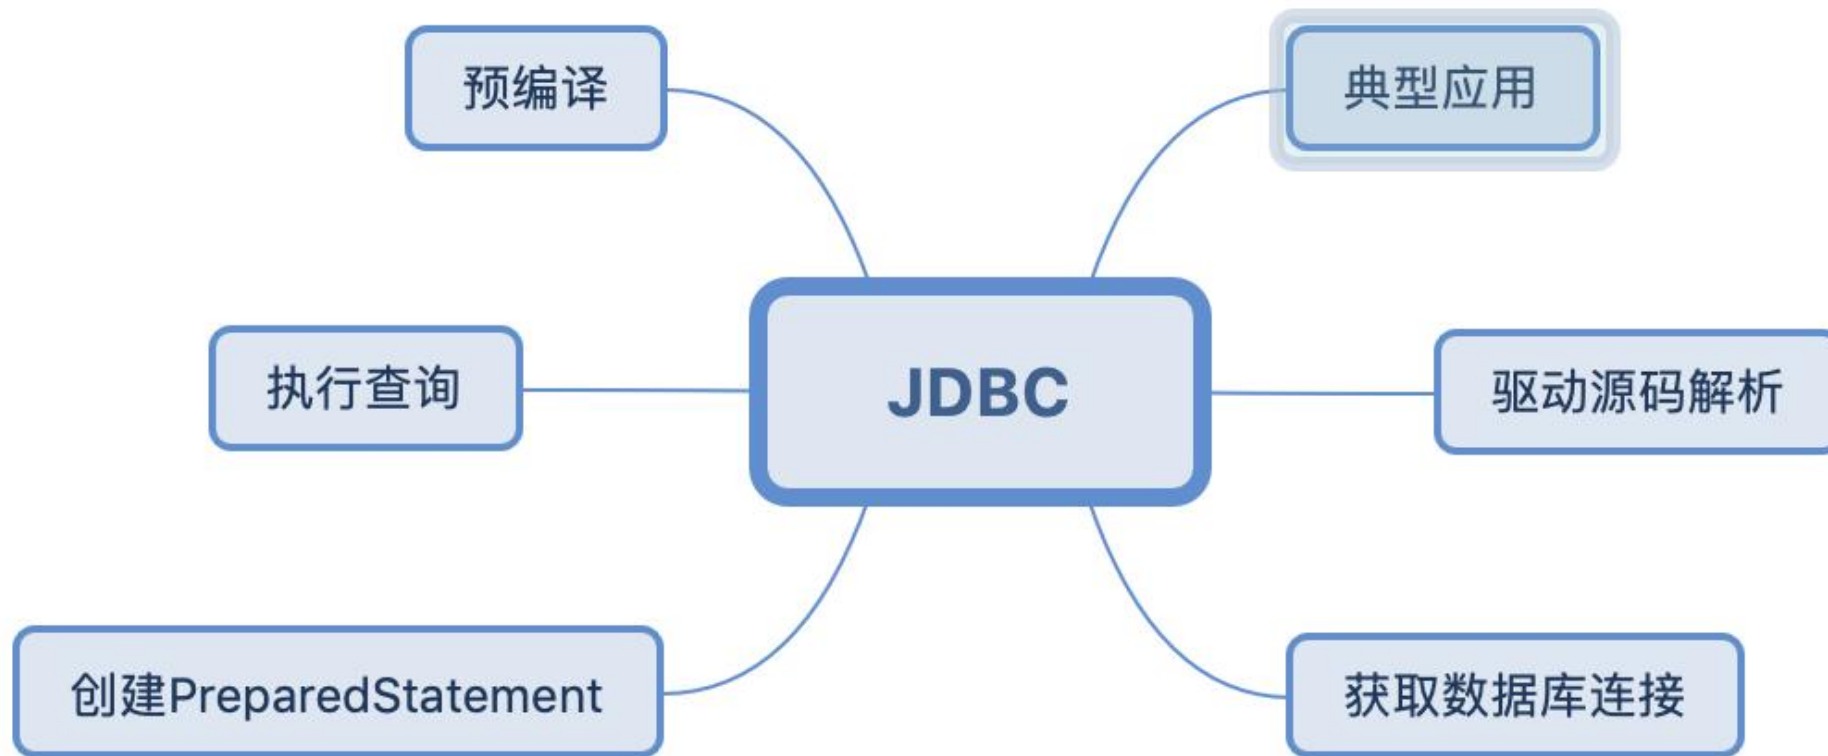 预编译
典型应用
执行查询
JDBC
驱动源码解析
创建PreparedStatement
获取数据库连接